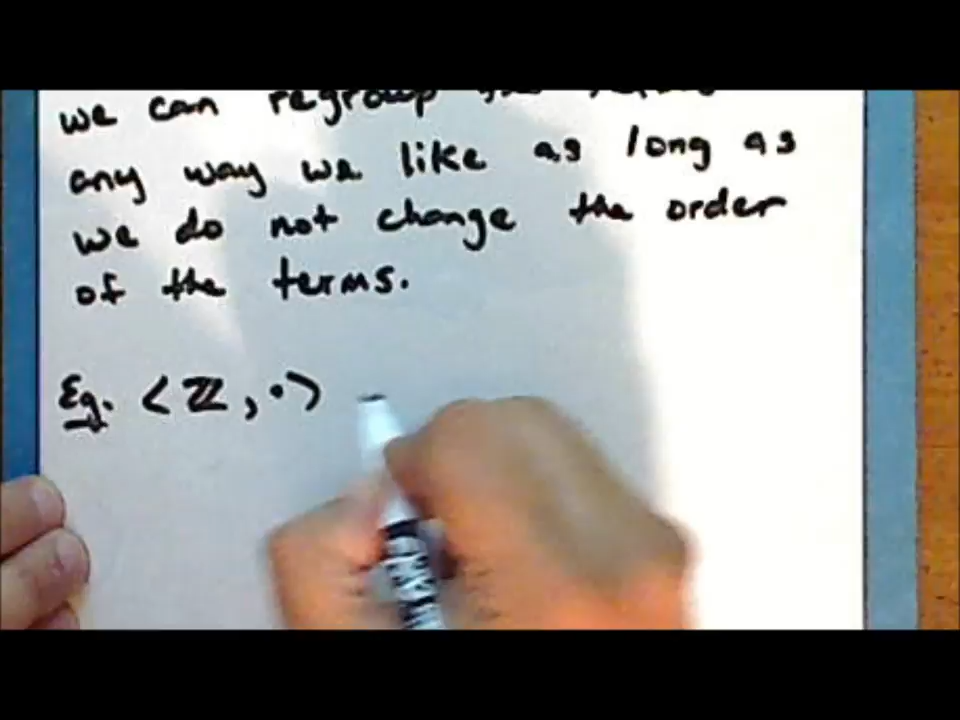 we can regroup
any way we like as long as
we do not change the order
of the terms.
Eg. <ℤ, ·>